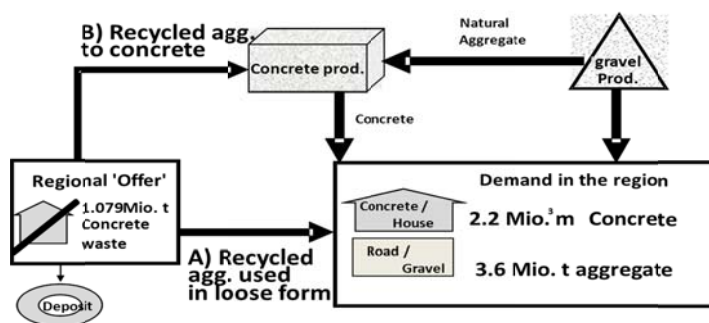 B) Recycled agg.
to concrete
Natural
Aggregate
Concrete prod.
gravel
Prod.
Concrete
Regional 'Offer'
1.079Mio. t
Concrete
waste
Deposit
A) Recycled
agg. used
in loose form
Demand in the region
Concrete /
House
2.2 Mio.³m Concrete
Road /
Gravel
3.6 Mio. t aggregate